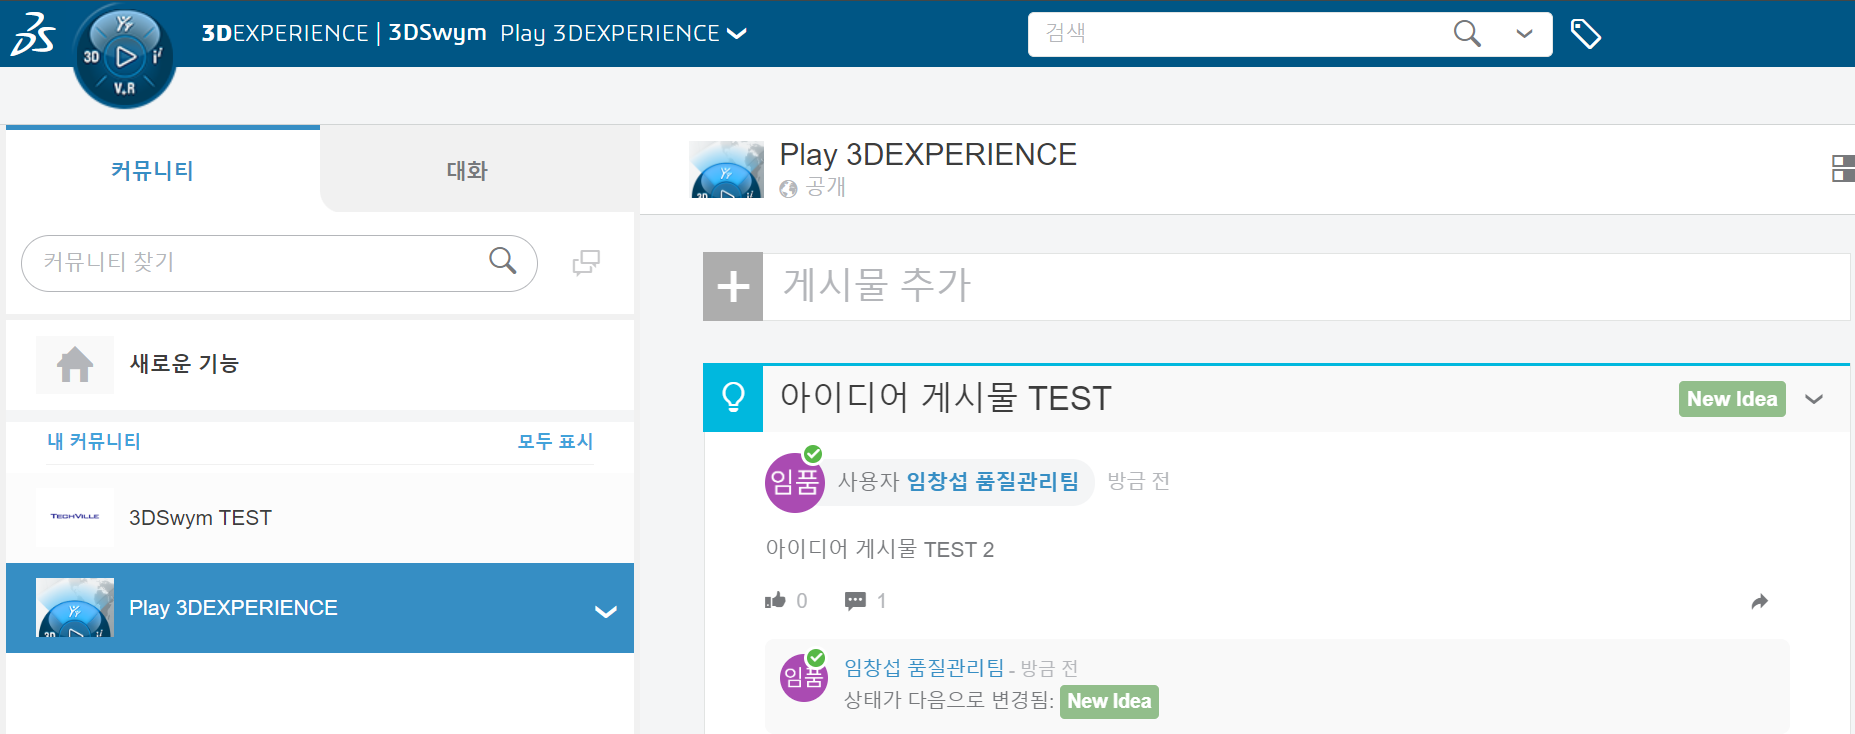 3DEXPERIENCE | 3DSwym Play 3DEXPERIENCE
검색
3D
V.R
커뮤니티
대화
커뮤니티 찾기
새로운 기능
내 커뮤니티
모두 표시
TECHVILLE
3DSwym TEST
Play 3DEXPERIENCE
Play 3DEXPERIENCE
공개
게시물 추가
아이디어 게시물 TEST
New Idea
임품
사용자 임창섭 품질관리팀
방금 전
아이디어 게시물 TEST 2
0
1
임품
임창섭 품질관리팀 - 방금 전
상태가 다음으로 변경됨: New Idea